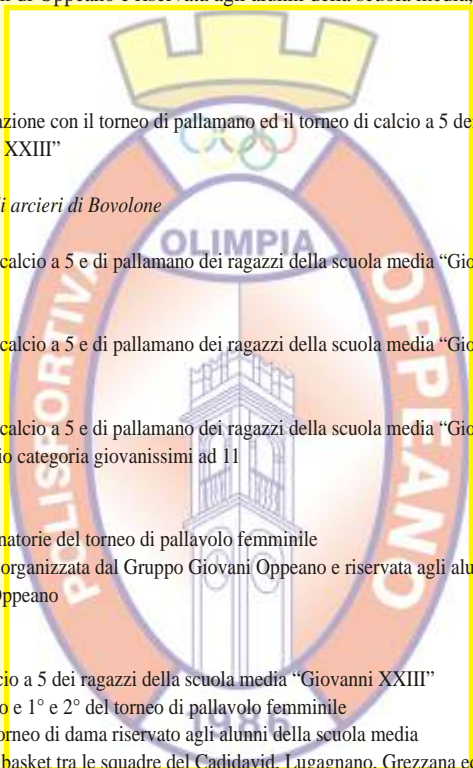 di Oppeano e riservata agli alunni della scuola media,
azione con il torneo di pallamano ed il torneo di calcio a 5 de
XXIII”
i arcieri di Bovolone
OLIMPIA
calcio a 5 e di pallamano dei ragazzi della scuola media “Gio
calcio a 5 e di pallamano dei ragazzi della scuola media “Gio
POLISPORTIVA
OPPEANO
calcio a 5 e di pallamano dei ragazzi della scuola media “Gio
io categoria giovanissimi ad 11
natorie del torneo di pallavolo femminile
organizzata dal Gruppo Giovani Oppeano e riservata agli alu
Oppeano
cio a 5 dei ragazzi della scuola media “Giovanni XXIII”
o e 1° e 2° del torneo di pallavolo femminile
1986
orneo di dama riservato agli alunni della scuola media
basket tra le squadre del Cadidavid, Lugagnano, Grezzana ed